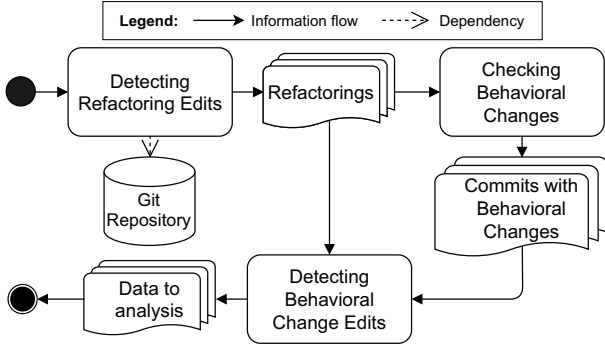 Legend: Information flow Dependency
Detecting
Refactoring Edits
Refactorings
Checking
Behavioral
Changes
Git
Repository
Commits with
Behavioral
Changes
Data to
analysis
Detecting
Behavioral
Change Edits